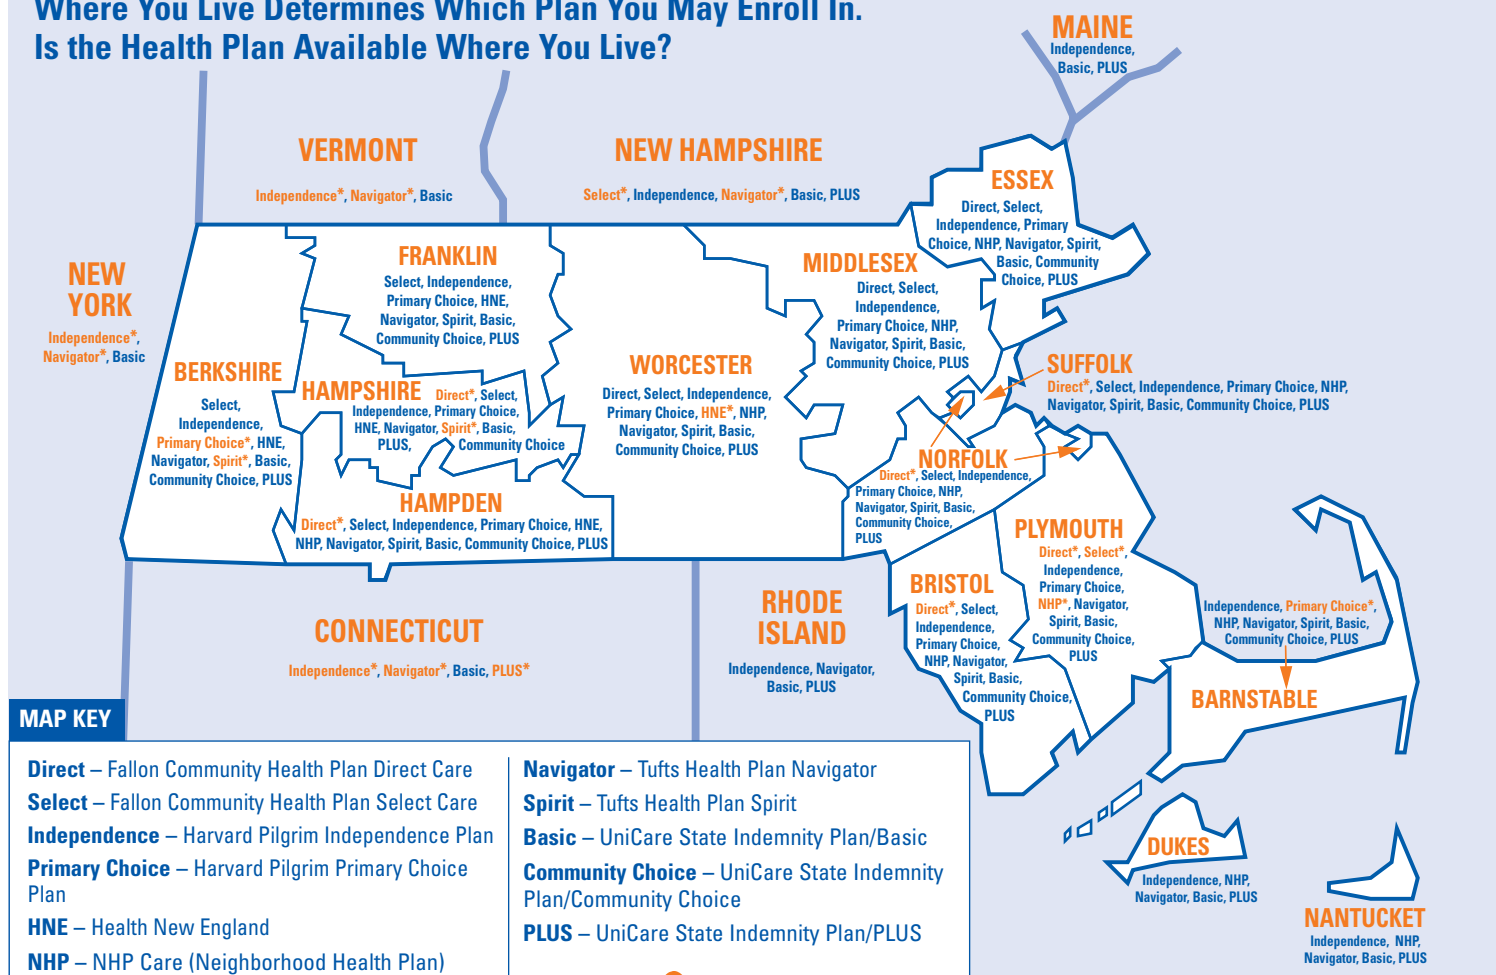 Where You Live Determines Which Plan You May Enroll In.
Is the Health Plan Available Where You Live?
MAINE
Independence,
Basic, PLUS
VERMONT
Independence*, Navigator*, Basic
NEW HAMPSHIRE
Select*, Independence, Navigator*, Basic, PLUS
ESSEX
Direct, Select,
Independence, Primary
Choice, NHP, Navigator, Spirit,
Basic, Community
Choice, PLUS
NEW
YORK
Independence*,
Navigator*, Basic
FRANKLIN
Select, Independence,
Primary Choice, HNE,
Navigator, Spirit, Basic,
Community Choice, PLUS
MIDDLESEX
Direct, Select,
Independence,
Primary Choice, NHP,
Navigator, Spirit, Basic,
Community Choice, PLUS
BERKSHIRE
Select,
Independence,
Primary Choice*, HNE,
Navigator, Spirit*, Basic,
Community Choice, PLUS
HAMPSHIRE
Direct*, Select,
Independence, Primary Choice,
HNE, Navigator, Spirit*, Basic,
PLUS, Community Choice
WORCESTER
Direct, Select, Independence,
Primary Choice, HNE*, NHP,
Navigator, Spirit, Basic,
Community Choice, PLUS
SUFFOLK
Direct*, Select, Independence, Primary Choice, NHP,
Navigator, Spirit, Basic, Community Choice, PLUS
NORFOLK
Direct*, Select, Independence,
Primary Choice, NHP,
Navigator, Spirit, Basic,
Community Choice,
PLUS
HAMPDEN
Direct*, Select, Independence, Primary Choice, HNE,
NHP, Navigator, Spirit, Basic, Community Choice, PLUS
PLYMOUTH
Direct*, Select*,
Independence,
Primary Choice,
NHP*, Navigator,
Spirit, Basic,
Community Choice,
PLUS
BRISTOL
Direct*, Select,
Independence,
Primary Choice,
NHP, Navigator,
Spirit, Basic,
Community Choice,
PLUS
Independence, Primary Choice*,
NHP, Navigator, Spirit, Basic,
Community Choice, PLUS
BARNSTABLE
CONNECTICUT
Independence*, Navigator*, Basic, PLUS*
RHODE
ISLAND
Independence, Navigator,
Basic, PLUS
DUKES
Independence, NHP,
Navigator, Basic, PLUS
NANTUCKET
Independence, NHP,
Navigator, Basic, PLUS
MAP KEY
Direct – Fallon Community Health Plan Direct Care
Select – Fallon Community Health Plan Select Care
Independence – Harvard Pilgrim Independence Plan
Primary Choice – Harvard Pilgrim Primary Choice
Plan
HNE – Health New England
NHP – NHP Care (Neighborhood Health Plan)
Navigator – Tufts Health Plan Navigator
Spirit – Tufts Health Plan Spirit
Basic – UniCare State Indemnity Plan/Basic
Community Choice – UniCare State Indemnity
Plan/Community Choice
PLUS – UniCare State Indemnity Plan/PLUS